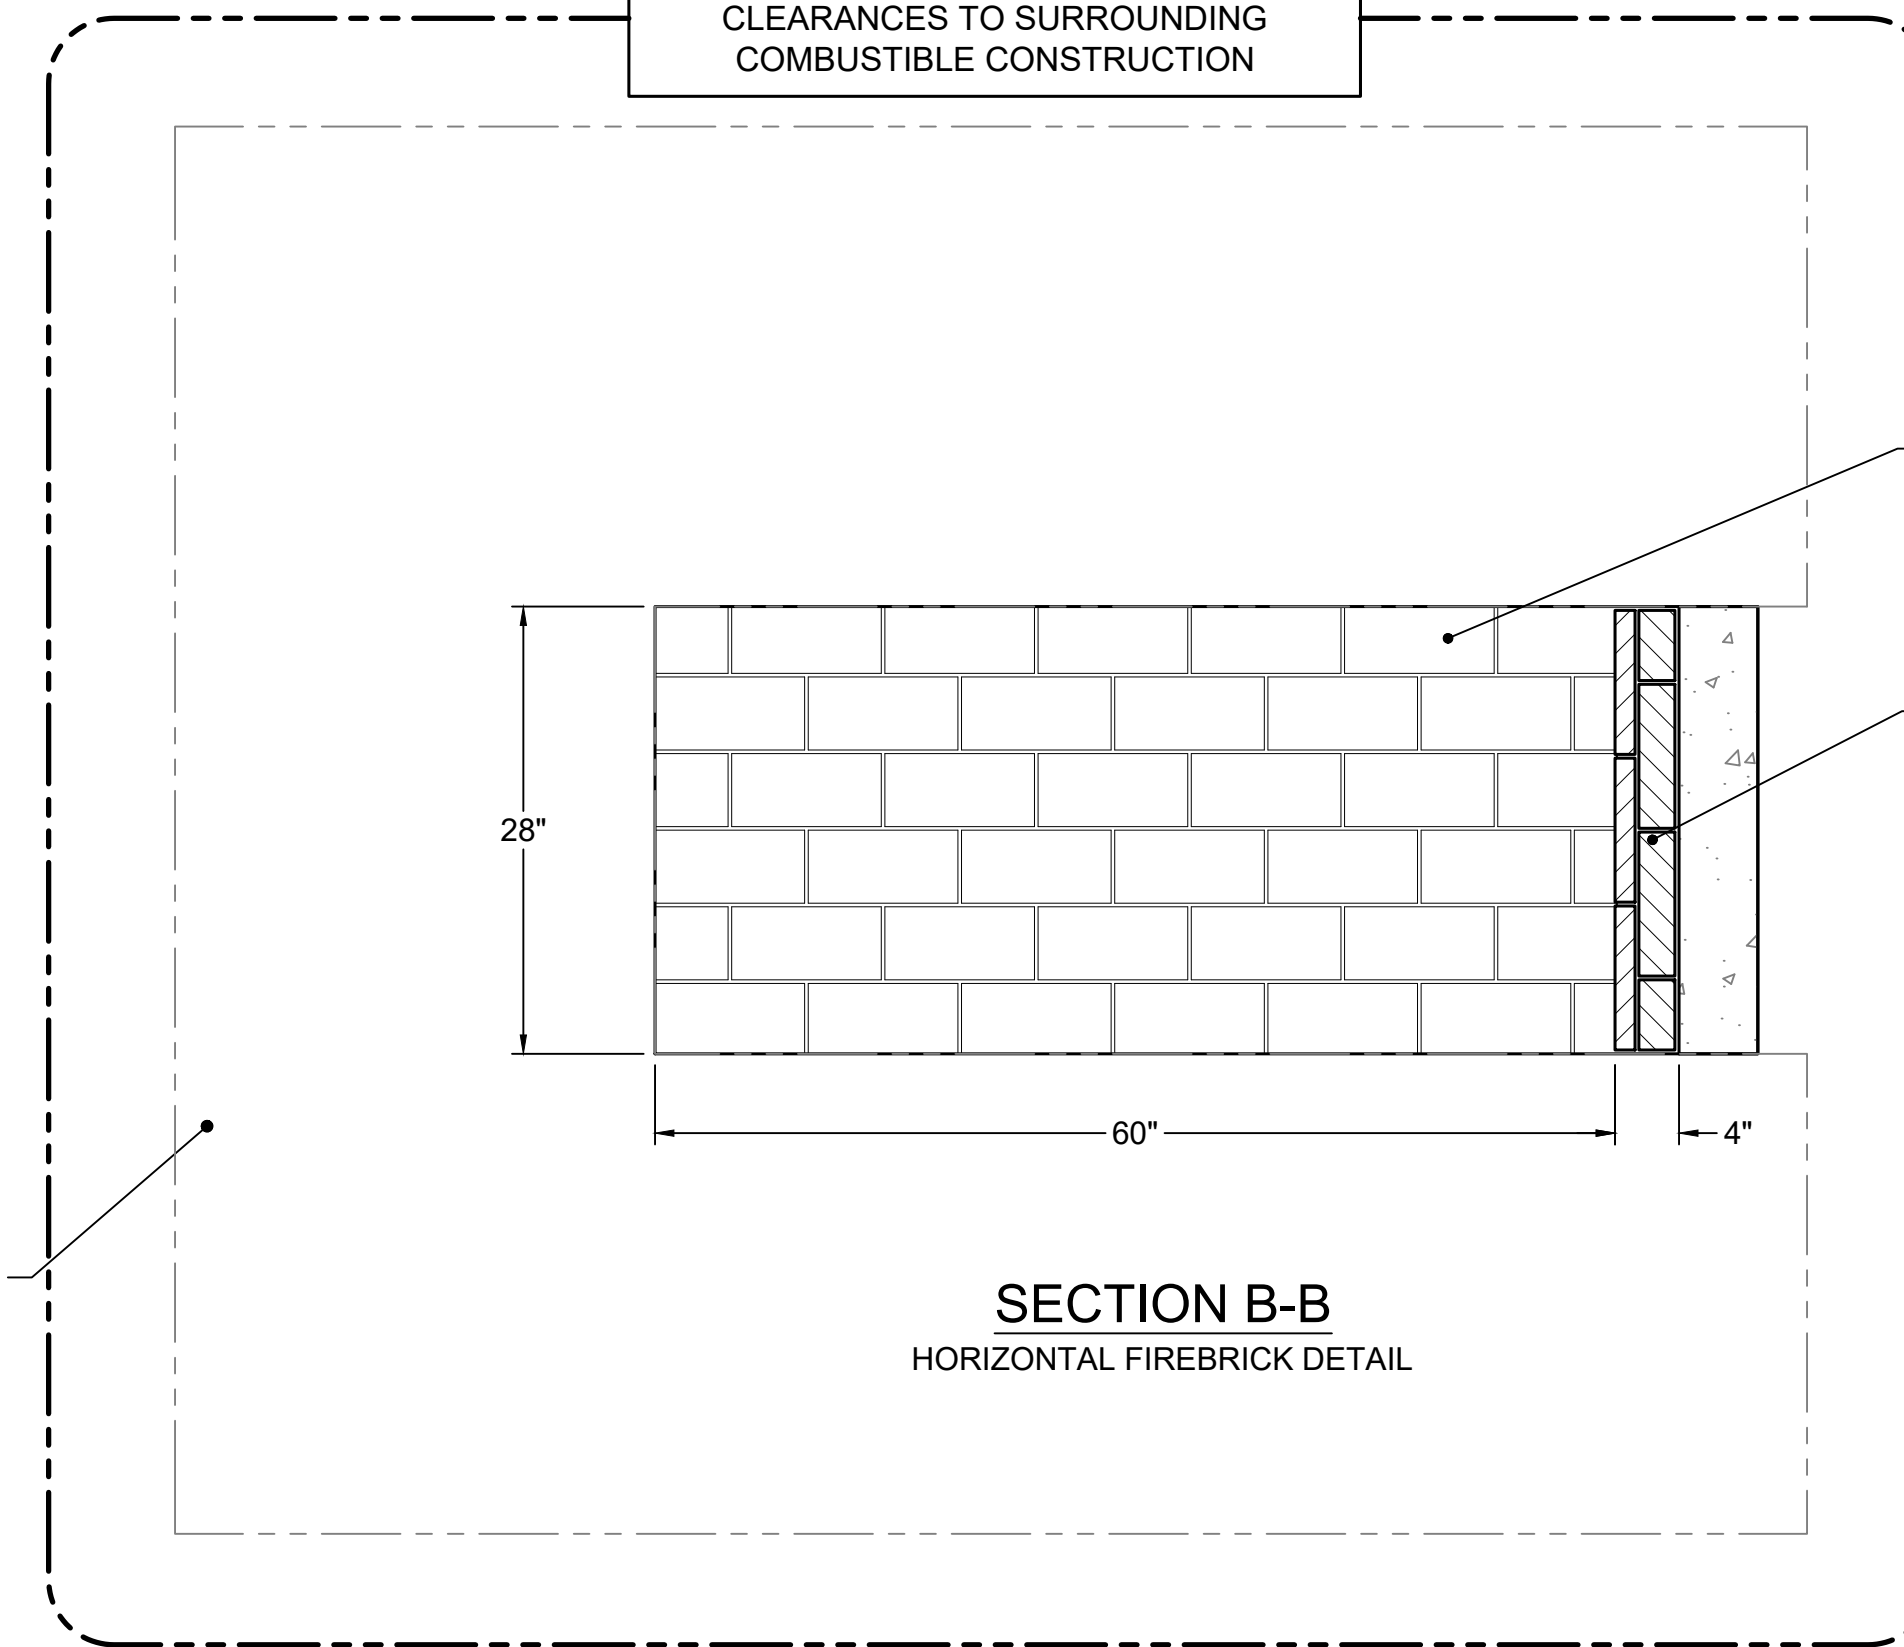 CLEARANCES TO SURROUNDING
COMBUSTIBLE CONSTRUCTION
28"
60"
4"
SECTION B-B
HORIZONTAL FIREBRICK DETAIL